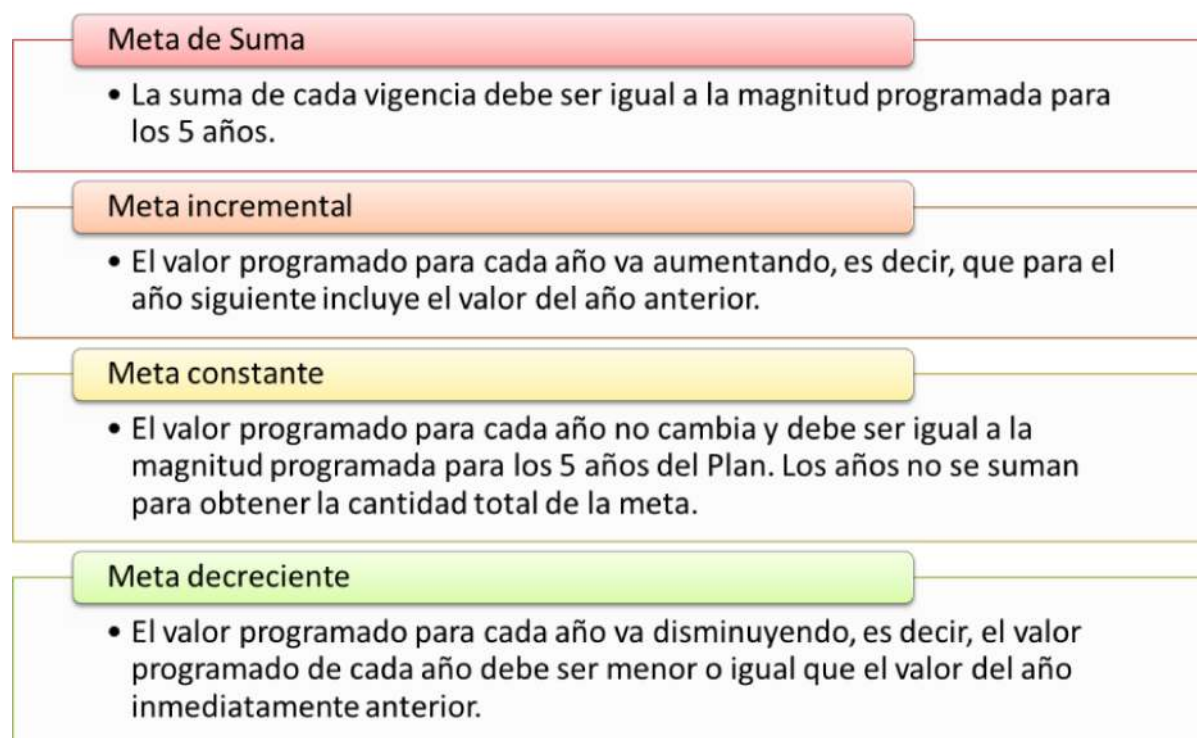 Meta de Suma
• La suma de cada vigencia debe ser igual a la magnitud programada para
los 5 años.
Meta incremental
• El valor programado para cada año va aumentando, es decir, que para el
año siguiente incluye el valor del año anterior.
Meta constante
• El valor programado para cada año no cambia y debe ser igual a la
magnitud programada para los 5 años del Plan. Los años no se suman
para obtener la cantidad total de la meta.
Meta decreciente
• El valor programado para cada año va disminuyendo, es decir, el valor
programado de cada año debe ser menor o igual que el valor del año
inmediatamente anterior.